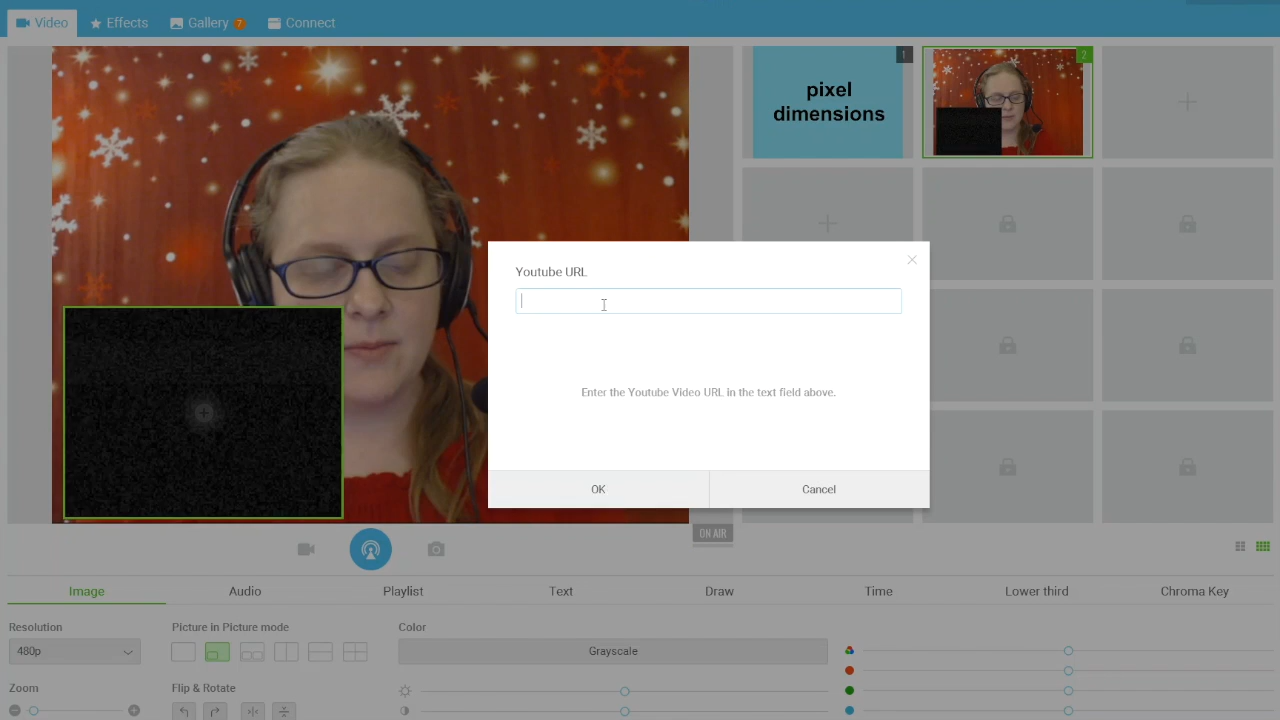 Video
Effects
Gallery 7
Connect
1
pixel
dimensions
2
Youtube URL
Enter the Youtube Video URL in the text field above.
OK
Cancel
ON AIR
Image
Audio
Playlist
Text
Draw
Time
Lower third
Chroma Key
Resolution
Picture in Picture mode
Color
480p
Grayscale
Zoom
Flip & Rotate